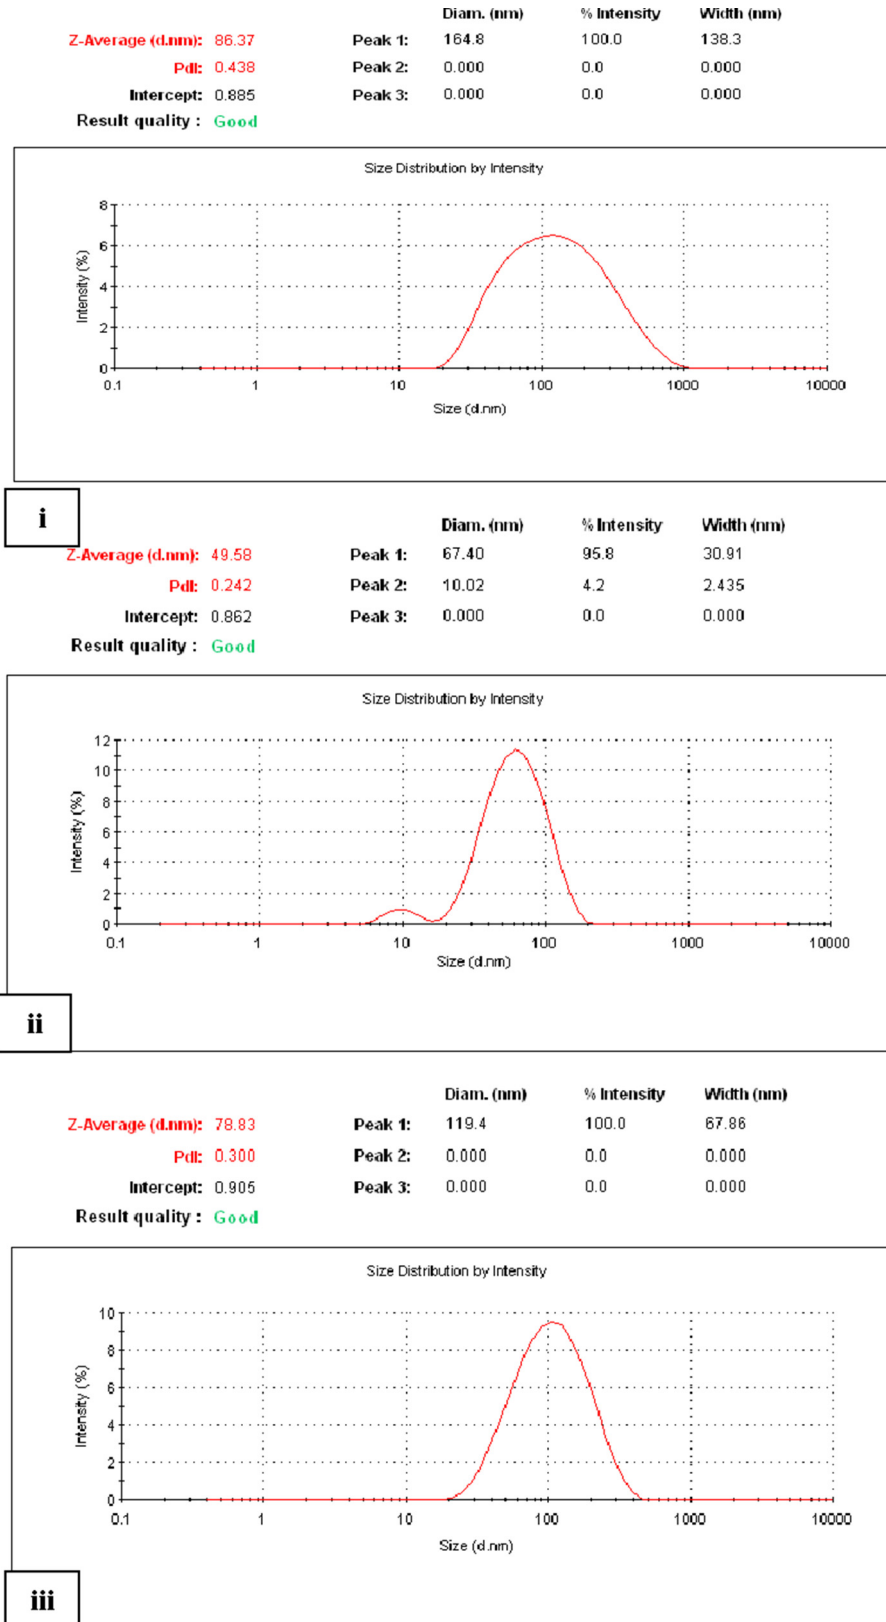 Diam. (nm) % Intensity Width (nm)
Z-Average (d.nm): 86.37 Peak 1: 164.8 100.0 138.3
PdI: 0.438 Peak 2: 0.000 0.0 0.000
Intercept: 0.885 Peak 3: 0.000 0.0 0.000
Result quality : Good
Size Distribution by Intensity
8
6
4
2
0
Intensity (%)
0.1 1 10 100 1000 10000
Size (d.nm)
i
Diam. (nm) % Intensity Width (nm)
Z-Average (d.nm): 49.58 Peak 1: 67.40 95.8 30.91
PdI: 0.242 Peak 2: 10.02 4.2 2.435
Intercept: 0.862 Peak 3: 0.000 0.0 0.000
Result quality : Good
Size Distribution by Intensity
12
10
8
6
4
2
0
Intensity (%)
0.1 1 10 100 1000 10000
Size (d.nm)
ii
Diam. (nm) % Intensity Width (nm)
Z-Average (d.nm): 78.83 Peak 1: 119.4 100.0 67.86
PdI: 0.300 Peak 2: 0.000 0.0 0.000
Intercept: 0.905 Peak 3: 0.000 0.0 0.000
Result quality : Good
Size Distribution by Intensity
10
8
6
4
2
0
Intensity (%)
0.1 1 10 100 1000 10000
Size (d.nm)
iii